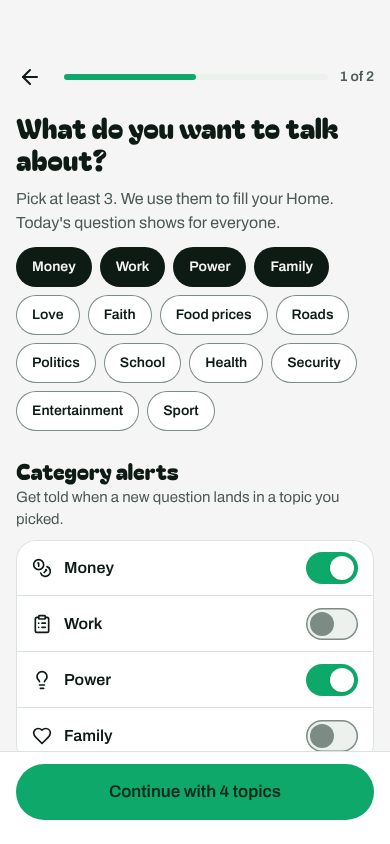 1 of 2
What do you want to talk
about?
Pick at least 3. We use them to fill your Home.
Today's question shows for everyone.
Money Work Power Family
Love Faith Food prices Roads
Politics School Health Security
Entertainment Sport
Category alerts
Get told when a new question lands in a topic you
picked.
Money
Work
Power
Family
Continue with 4 topics